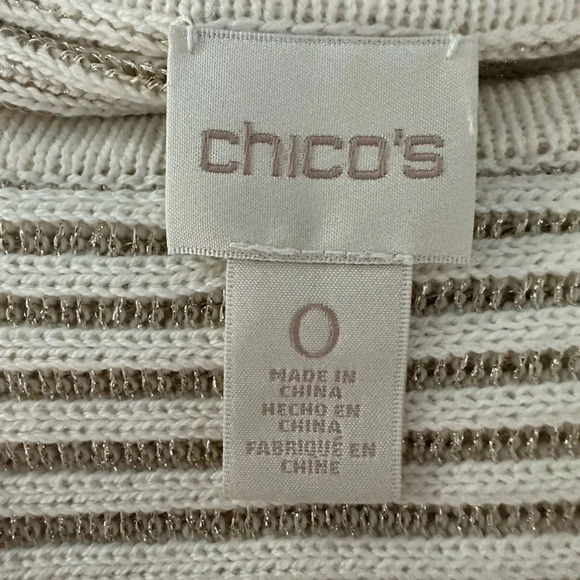 chico's
0
MADE IN
CHINA
HECHO EN
CHINA
FABRIQUÉ EN
CHINE